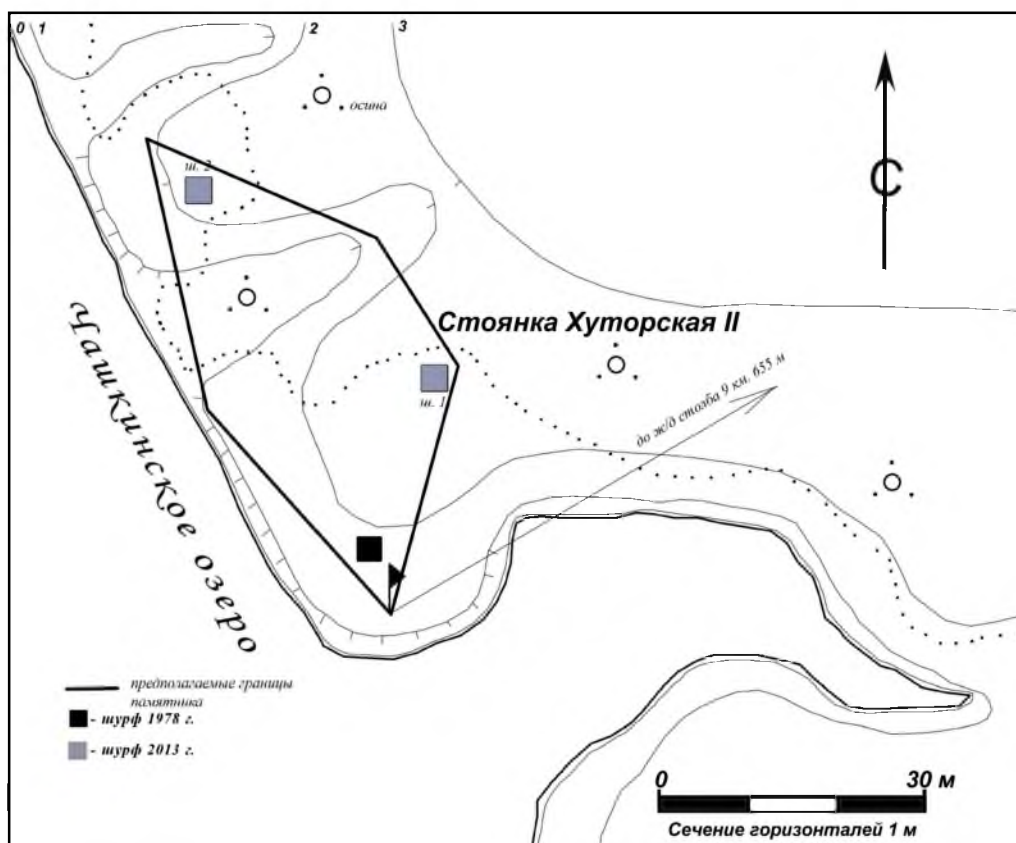 0 1 2 3
осина
С
ш. 2
Стоянка Хуторская II
ш. 1
до ж/д столба 9 км. 655 м
Чашкинское озеро
предполагаемые границы
памятника
- шурф 1978 г.
- шурф 2013 г.
0 30 м
Сечение горизонталей 1 м